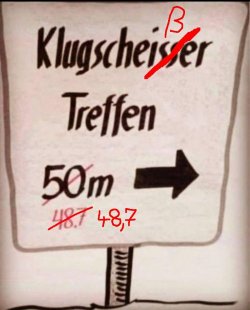 ß
Klugscheisser
Treffen
50m
48,7 48,7